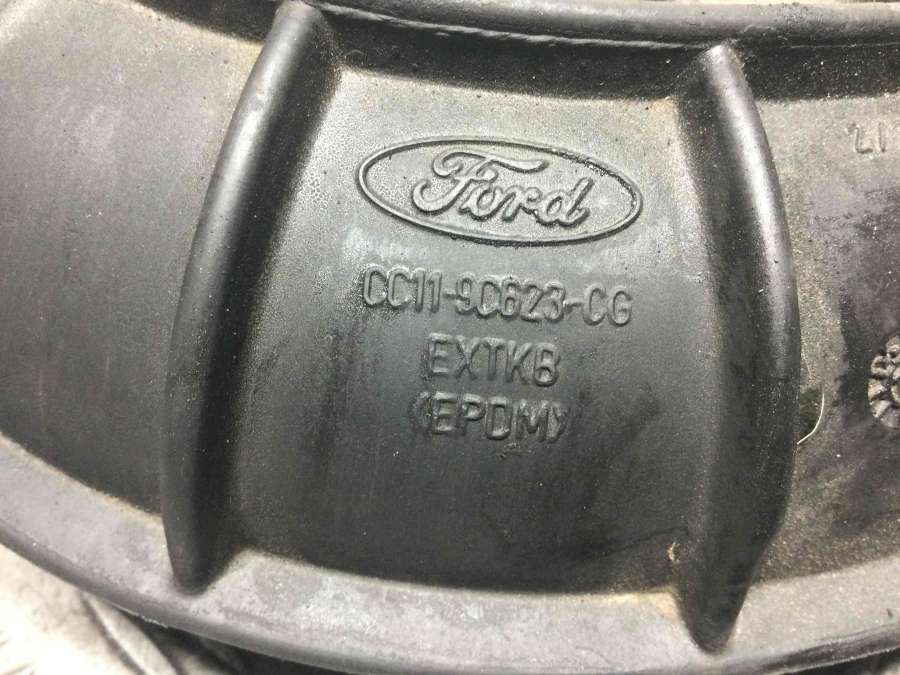 Ford
CC11-9C623-CG
EXTKB
>EPDM<